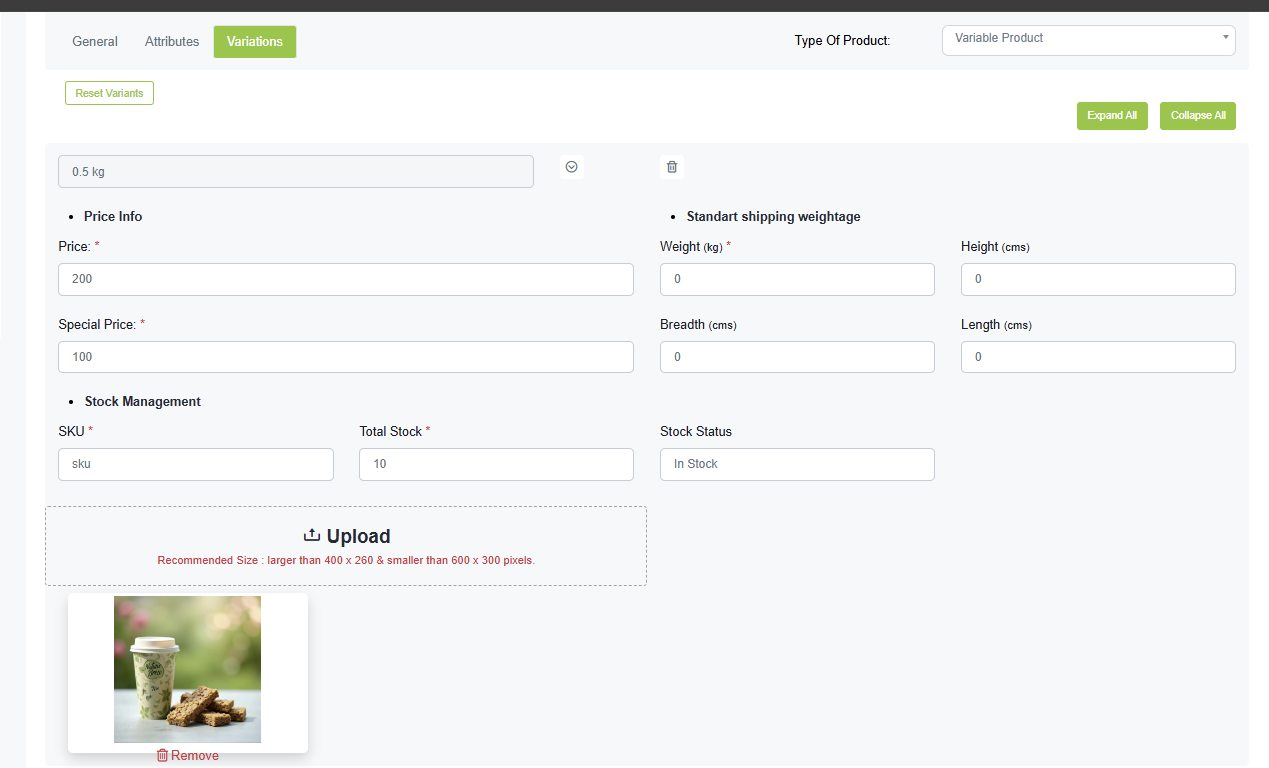 General Attributes Variations Type Of Product: Variable Product
Reset Variants
Expand All Collapse All
0.5 kg
• Price Info • Standart shipping weightage
Price: * Weight (kg) * Height (cms)
200 0 0
Special Price: * Breadth (cms) Length (cms)
100 0 0
• Stock Management
SKU * Total Stock * Stock Status
sku 10 In Stock
Upload
Recommended Size : larger than 400 x 260 & smaller than 600 x 300 pixels.
Remove